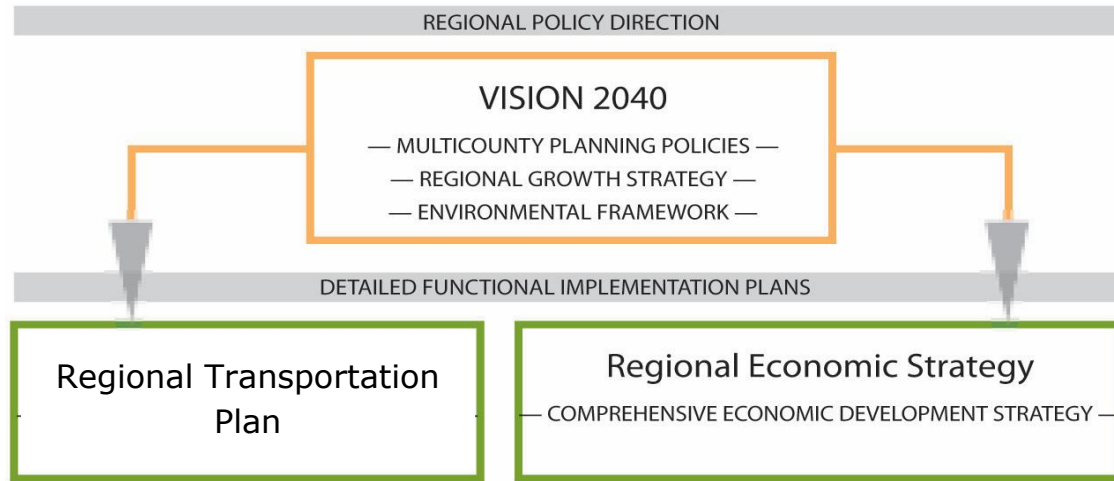 REGIONAL POLICY DIRECTION
VISION 2040
— MULTICOUNTY PLANNING POLICIES —
— REGIONAL GROWTH STRATEGY —
— ENVIRONMENTAL FRAMEWORK —
DETAILED FUNCTIONAL IMPLEMENTATION PLANS
Regional Transportation
Plan
Regional Economic Strategy
— COMPREHENSIVE ECONOMIC DEVELOPMENT STRATEGY —